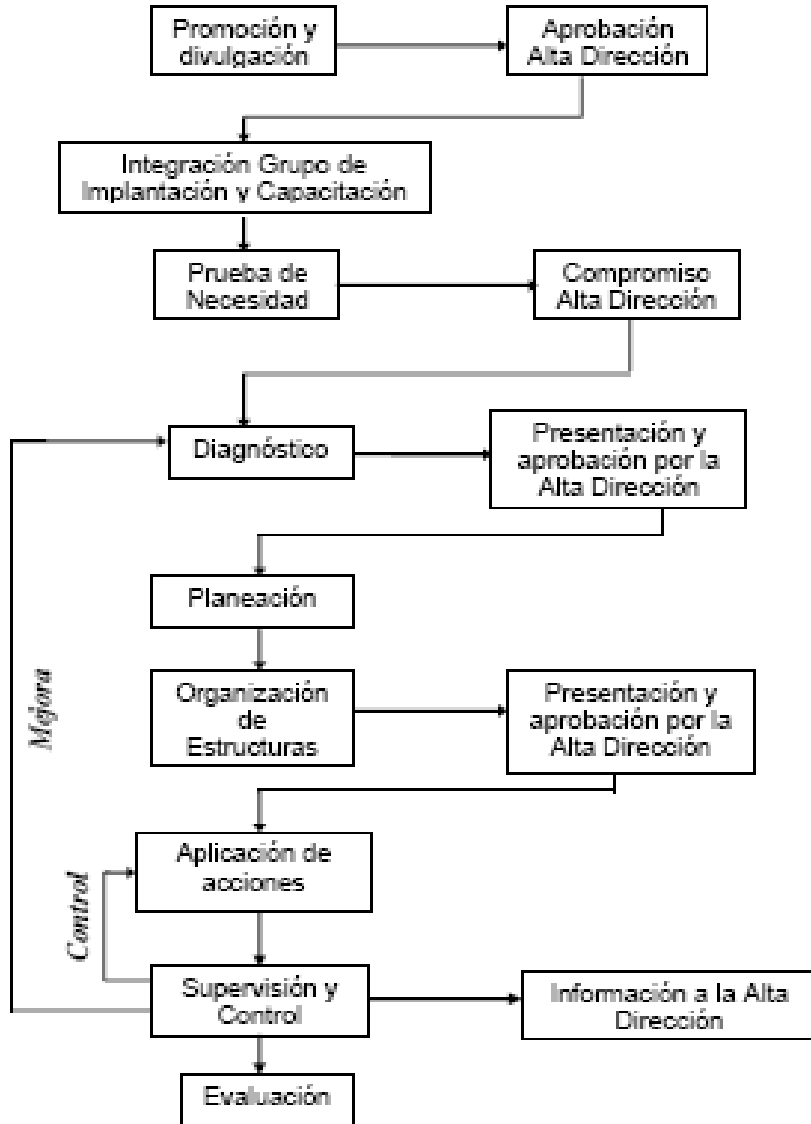 Promoción y
divulgación
Aprobación
Alta Dirección
Integración Grupo de
Implantación y Capacitación
Prueba de
Necesidad
Compromiso
Alta Dirección
Diagnóstico
Presentación y
aprobación por la
Alta Dirección
Planeación
Organización
de
Estructuras
Presentación y
aprobación por la
Alta Dirección
Mejora
Aplicación de
acciones
Control
Supervisión y
Control
Información a la Alta
Dirección
Evaluación